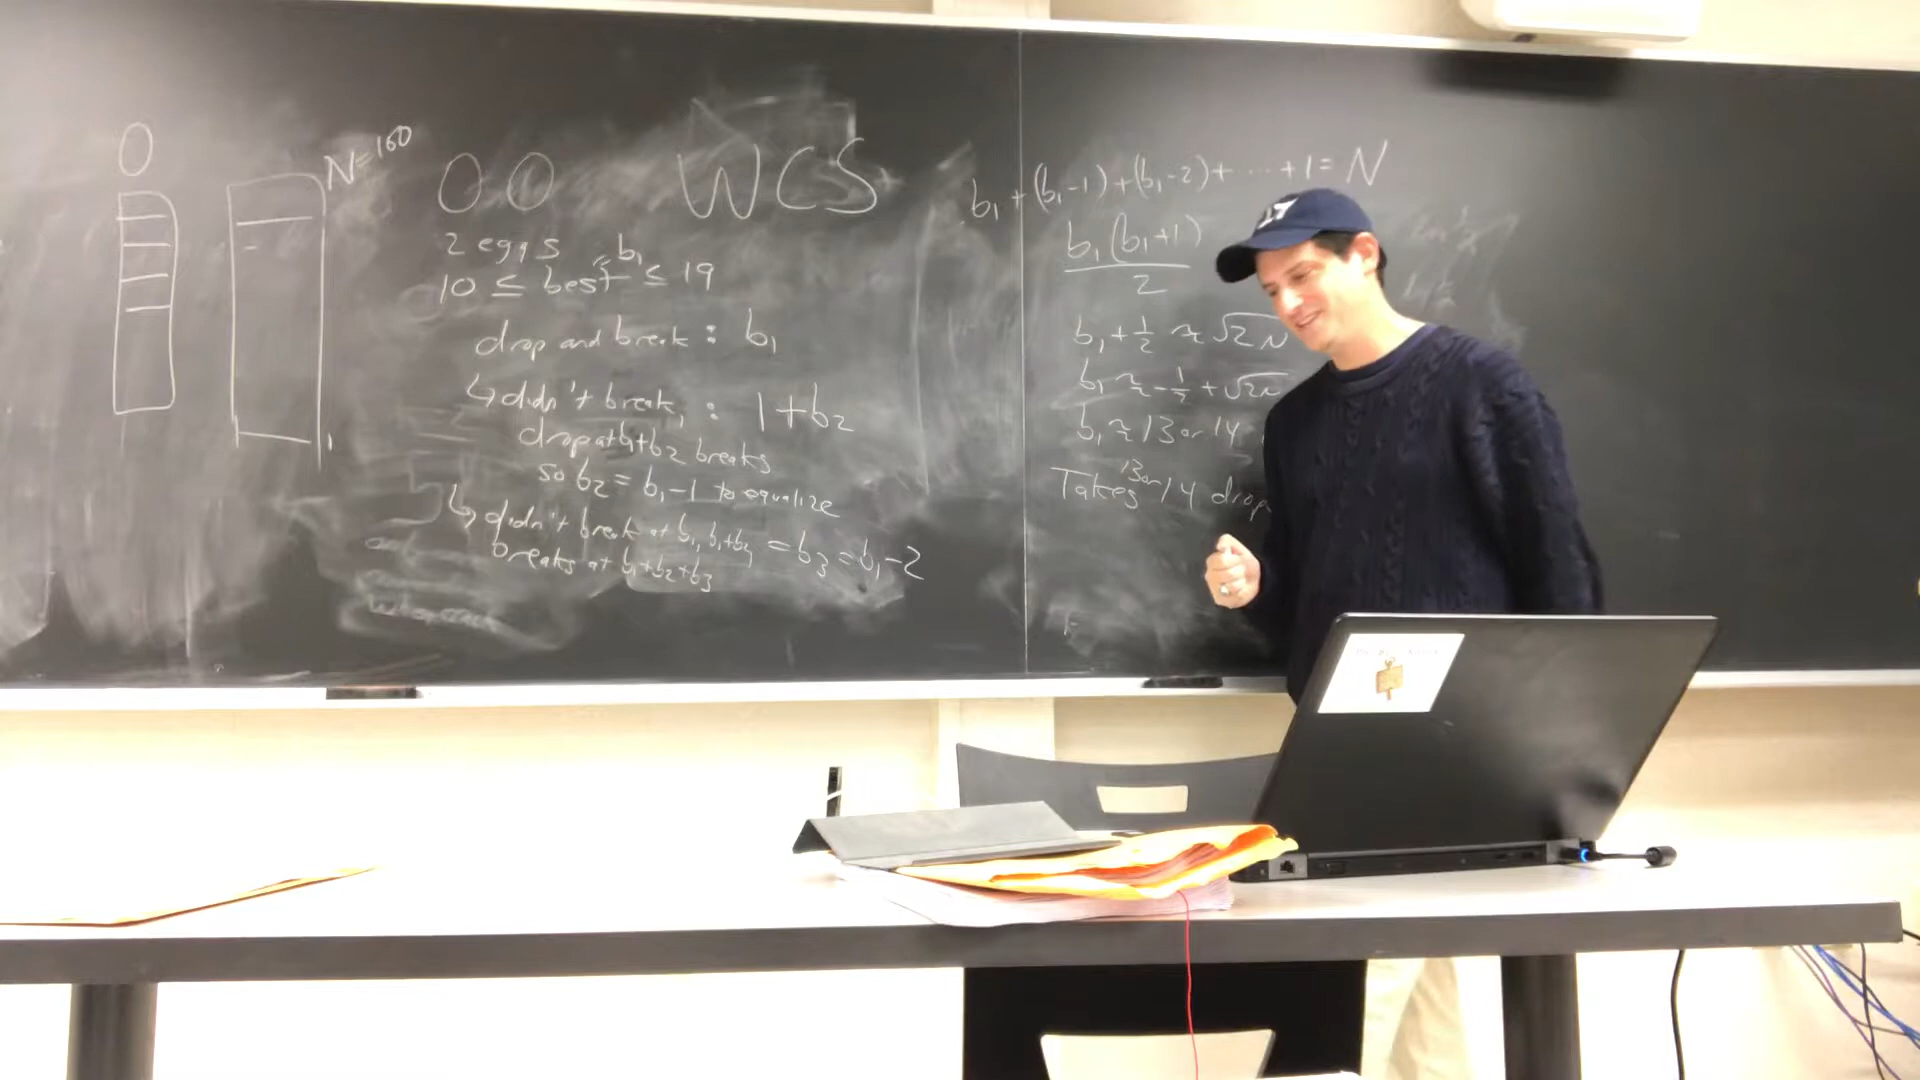 N=100
2 eggs
WCS
b₁
10 ≤ best ≤ 19
drop and break : b₁
↳ didn't break : 1+b₂
drop at b₁+b₂ breaks
so b₂ = b₁-1 to equalize
↳ didn't break at b₁, b₁+b₂
breaks at b₁+b₂+b₃
= b₃ = b₁-2
b₁+(b₁-1)+(b₁-2)+....+1=N
b₁(b₁+1)
2
b₁+½ ≈ √2N
b₁ ≈ -½+√2N
b₁ ≈ 13 or 14
Takes 13 or 14 drop